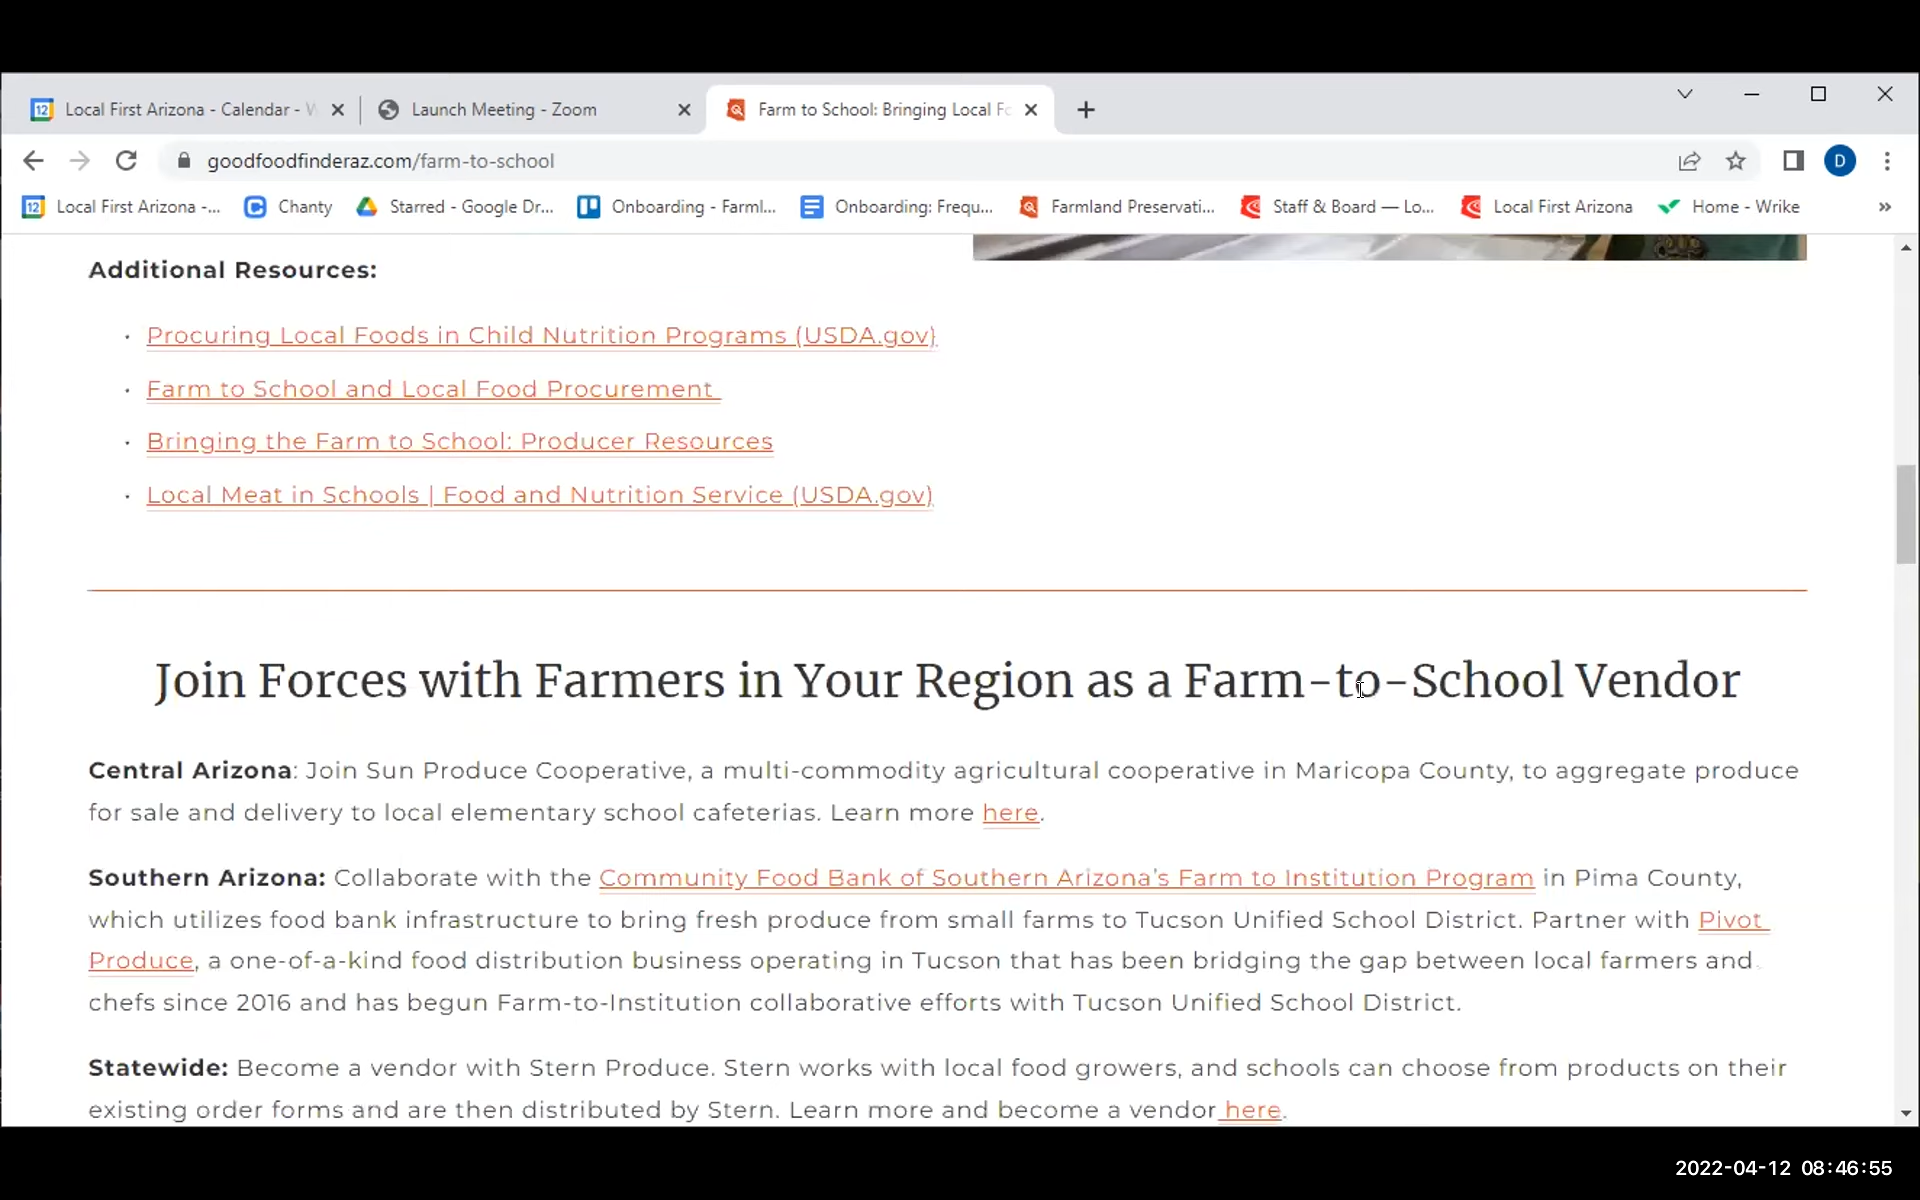 Local First Arizona - Calendar - W
Launch Meeting - Zoom
Farm to School: Bringing Local Fo
goodfoodfinderaz.com/farm-to-school
D
12 Local First Arizona -...
Chanty
Starred - Google Dr...
Onboarding - Farml...
Onboarding: Frequ...
Farmland Preservati...
Staff & Board — Lo...
Local First Arizona
Home - Wrike
»
Additional Resources:
• Procuring Local Foods in Child Nutrition Programs (USDA.gov)
• Farm to School and Local Food Procurement
• Bringing the Farm to School: Producer Resources
• Local Meat in Schools | Food and Nutrition Service (USDA.gov)
Join Forces with Farmers in Your Region as a Farm-to-School Vendor
Central Arizona: Join Sun Produce Cooperative, a multi-commodity agricultural cooperative in Maricopa County, to aggregate produce
for sale and delivery to local elementary school cafeterias. Learn more here.
Southern Arizona: Collaborate with the Community Food Bank of Southern Arizona's Farm to Institution Program in Pima County,
which utilizes food bank infrastructure to bring fresh produce from small farms to Tucson Unified School District. Partner with Pivot
Produce, a one-of-a-kind food distribution business operating in Tucson that has been bridging the gap between local farmers and
chefs since 2016 and has begun Farm-to-Institution collaborative efforts with Tucson Unified School District.
Statewide: Become a vendor with Stern Produce. Stern works with local food growers, and schools can choose from products on their
existing order forms and are then distributed by Stern. Learn more and become a vendor here.
2022-04-12 08:46:55